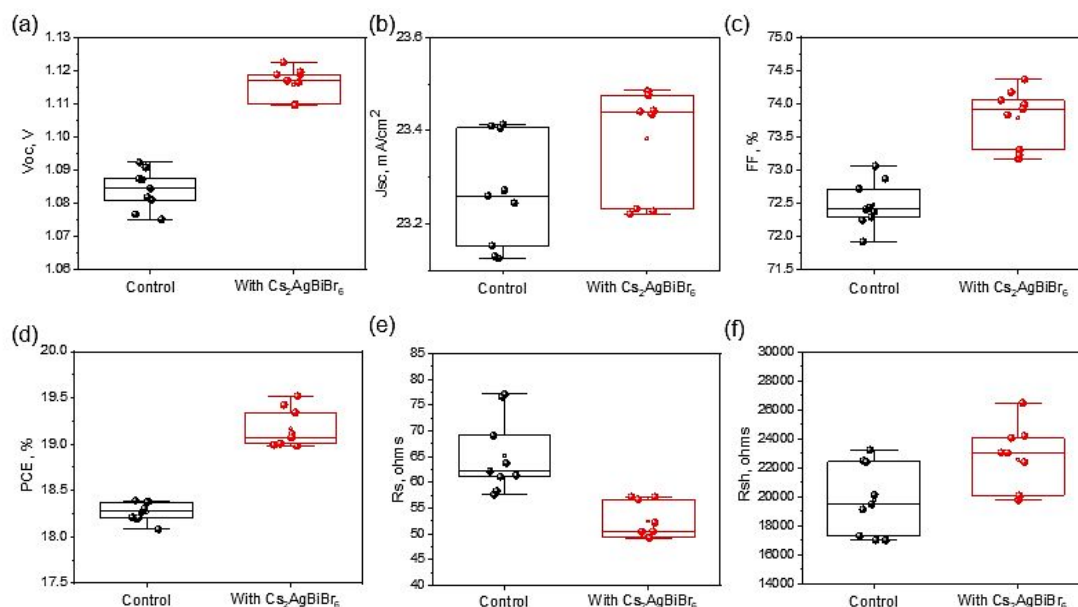 (a)
1.13
1.12
1.11
1.10
1.09
1.08
1.07
1.06
Voc, V
Control
With Cs₂AgBiBr₆
(b)
23.6
23.4
23.2
Jsc, mA/cm²
Control
With Cs₂AgBiBr₆
(c)
75.0
74.5
74.0
73.5
73.0
72.5
72.0
71.5
FF, %
Control
With Cs₂AgBiBr₆
(d)
20.0
19.5
19.0
18.5
18.0
17.5
PCE, %
Control
With Cs₂AgBiBr₆
(e)
85
80
75
70
65
60
55
50
45
40
Rs, ohms
Control
With Cs₂AgBiBr₆
(f)
30000
28000
26000
24000
22000
20000
18000
16000
14000
Rsh, ohms
Control
With Cs₂AgBiBr₆